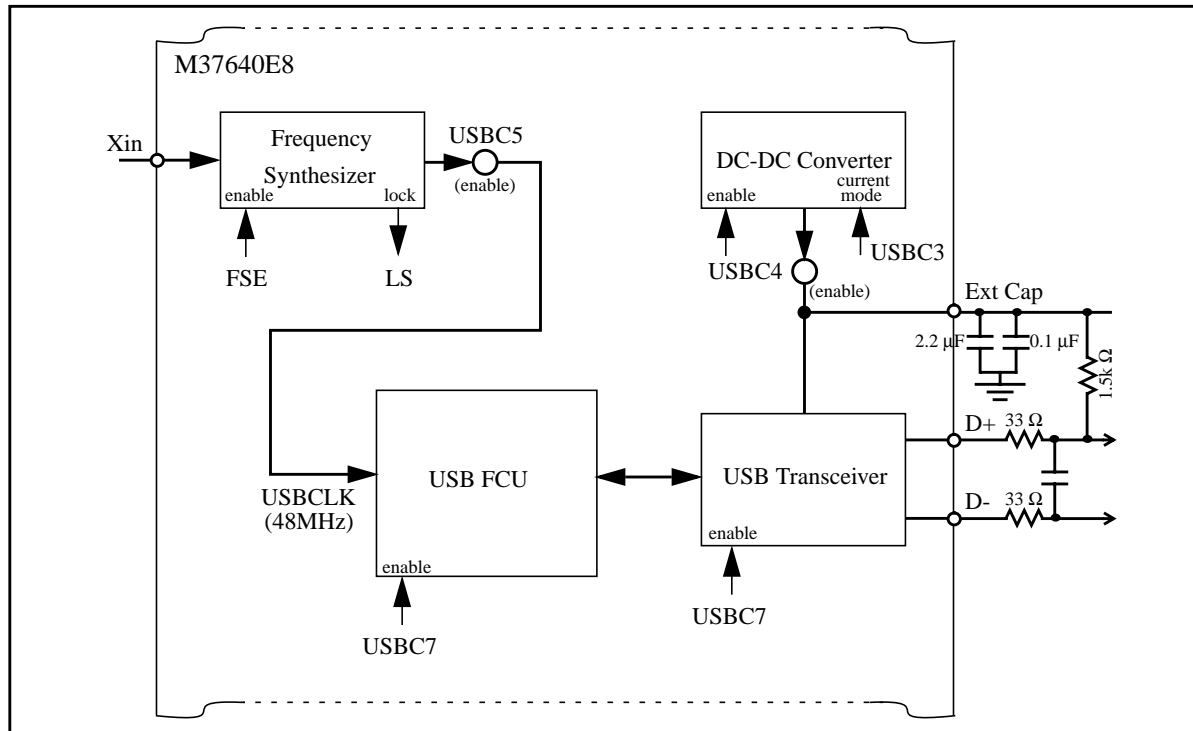 M37640E8
Xin
Frequency
Synthesizer
enable
lock
FSE
LS
USBC5
(enable)
DC-DC Converter
enable
current
mode
USBC4
USBC3
(enable)
Ext Cap
2.2 µF
0.1 µF
1.5k Ω
USBCLK
(48MHz)
USB FCU
enable
USBC7
USB Transceiver
enable
USBC7
D+
33 Ω
D-
33 Ω